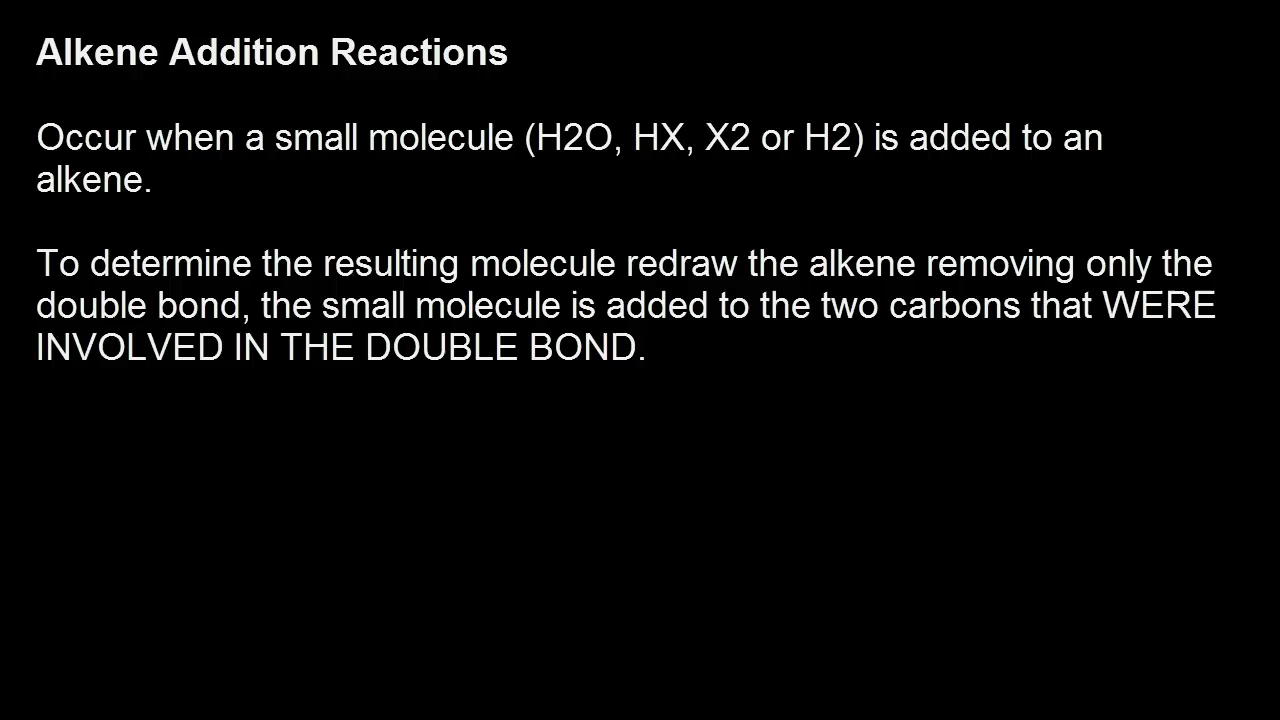 Alkene Addition Reactions
Occur when a small molecule (H2O, HX, X2 or H2) is added to an
alkene.
To determine the resulting molecule redraw the alkene removing only the
double bond, the small molecule is added to the two carbons that WERE
INVOLVED IN THE DOUBLE BOND.